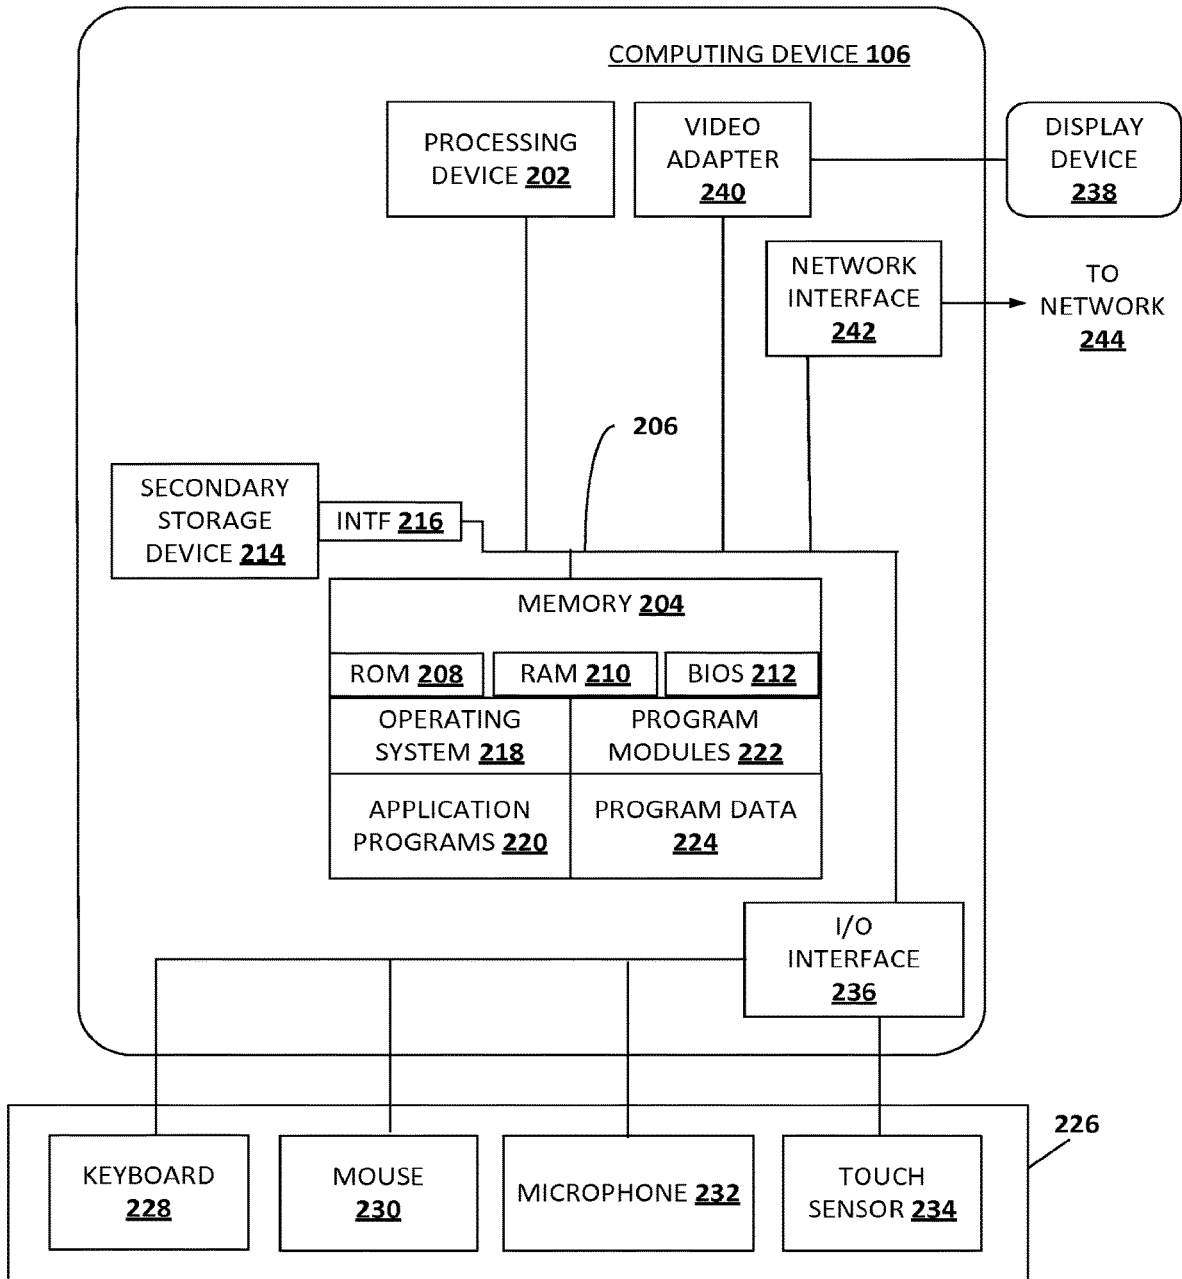 COMPUTING DEVICE 106
PROCESSING
DEVICE 202
VIDEO
ADAPTER
240
DISPLAY
DEVICE
238
NETWORK
INTERFACE
242
TO
NETWORK
244
206
SECONDARY
STORAGE
DEVICE 214
INTF 216
MEMORY 204
ROM 208
RAM 210
BIOS 212
OPERATING
SYSTEM 218
PROGRAM
MODULES 222
APPLICATION
PROGRAMS 220
PROGRAM DATA
224
I/O
INTERFACE
236
226
KEYBOARD
228
MOUSE
230
MICROPHONE 232
TOUCH
SENSOR 234